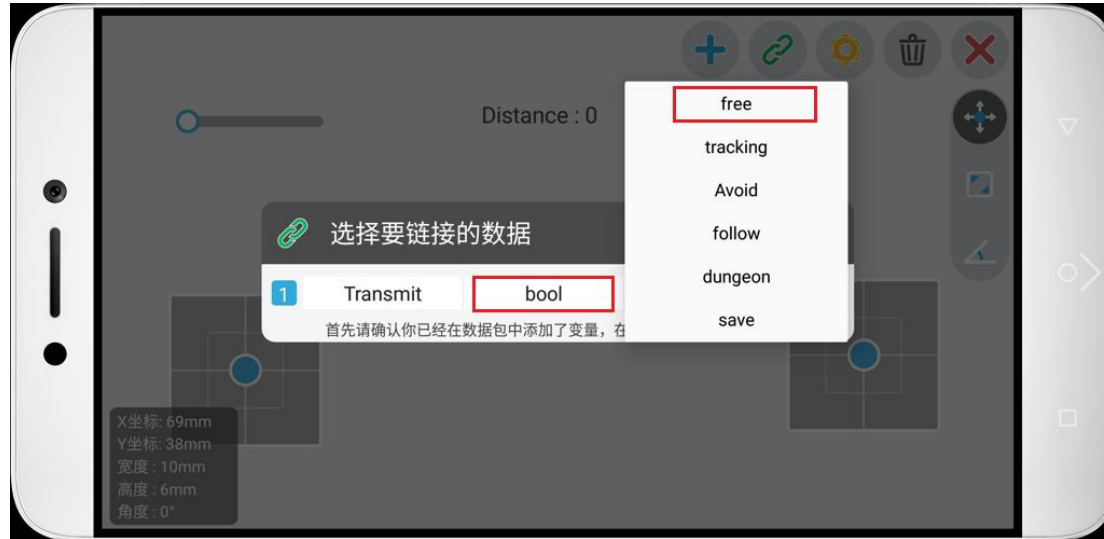 Distance : 0
free
tracking
Avoid
follow
dungeon
save
选择要链接的数据
1 Transmit bool
首先请确认你已经在数据包中添加了变量，在
X坐标: 69mm
Y坐标: 38mm
宽度 : 10mm
高度 : 6mm
角度 : 0°